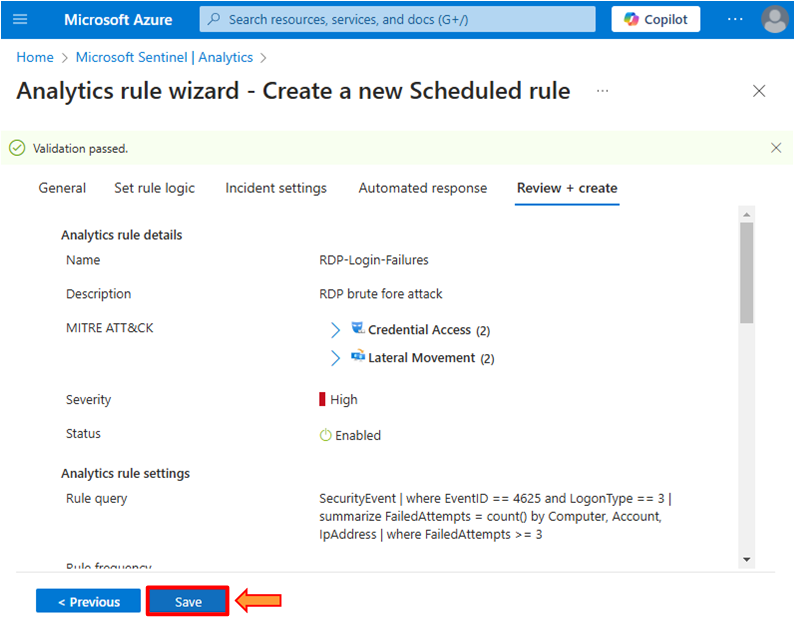 Microsoft Azure
Search resources, services, and docs (G+/)
Copilot
...
Home > Microsoft Sentinel | Analytics >
Analytics rule wizard - Create a new Scheduled rule ...
Validation passed.
General Set rule logic Incident settings Automated response Review + create
Analytics rule details
Name RDP-Login-Failures
Description RDP brute fore attack
MITRE ATT&CK
Credential Access (2)
Lateral Movement (2)
Severity High
Status Enabled
Analytics rule settings
Rule query SecurityEvent | where EventID == 4625 and LogonType == 3 |
summarize FailedAttempts = count() by Computer, Account,
IpAddress | where FailedAttempts >= 3
Rule frequency
< Previous Save